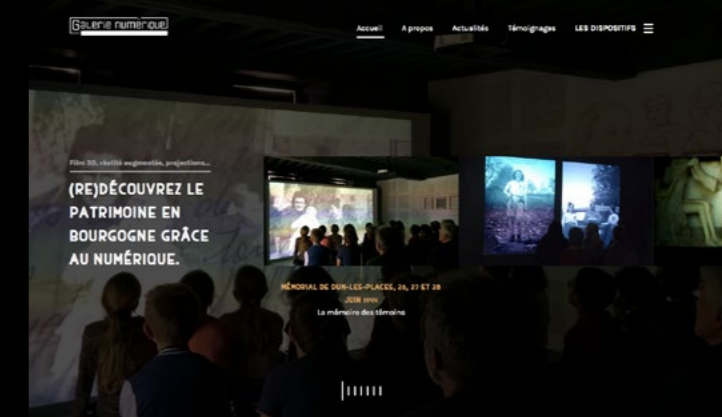 Galerie numérique
Accueil A propos Actualités Témoignages LES DISPOSITIFS
Film 3D, réalité augmentée, projections...
(RE)DÉCOUVREZ LE
PATRIMOINE EN
BOURGOGNE GRÂCE
AU NUMÉRIQUE.
MÉMORIAL DE DUN-LES-PLACES, 26, 27 ET 28
JUIN 1944
La mémoire des témoins